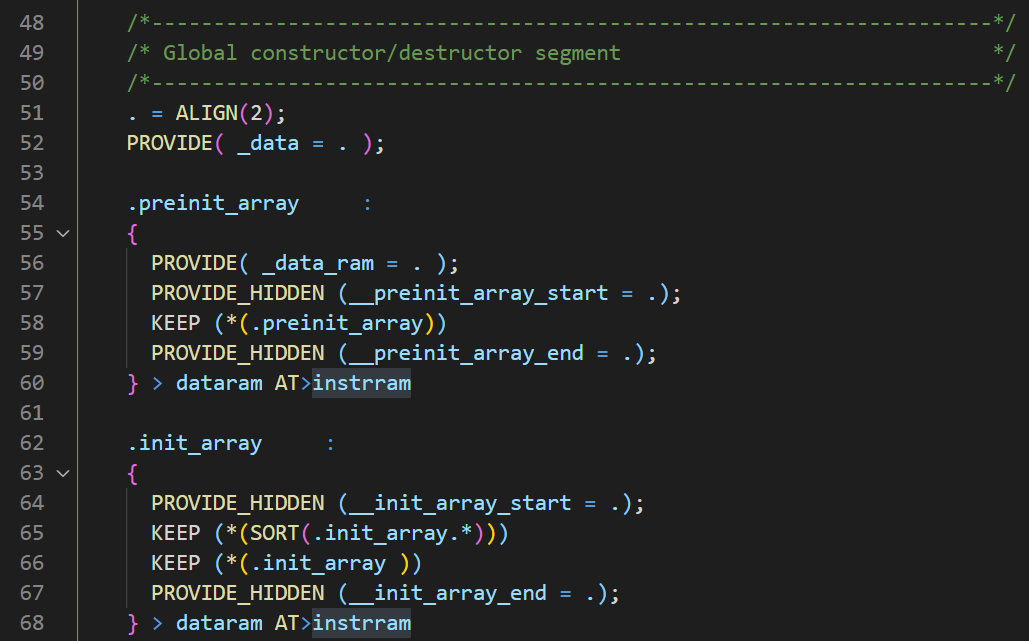 48 /*--------------------------------------------------------------------*/
49 /* Global constructor/destructor segment                              */
50 /*--------------------------------------------------------------------*/
51 . = ALIGN(2);
52 PROVIDE( _data = . );
53
54 .preinit_array     :
55 {
56   PROVIDE( _data_ram = . );
57   PROVIDE_HIDDEN (__preinit_array_start = .);
58   KEEP (*(.preinit_array))
59   PROVIDE_HIDDEN (__preinit_array_end = .);
60 } > dataram AT>instrram
61
62 .init_array     :
63 {
64   PROVIDE_HIDDEN (__init_array_start = .);
65   KEEP (*(SORT(.init_array.*)))
66   KEEP (*(.init_array ))
67   PROVIDE_HIDDEN (__init_array_end = .);
68 } > dataram AT>instrram